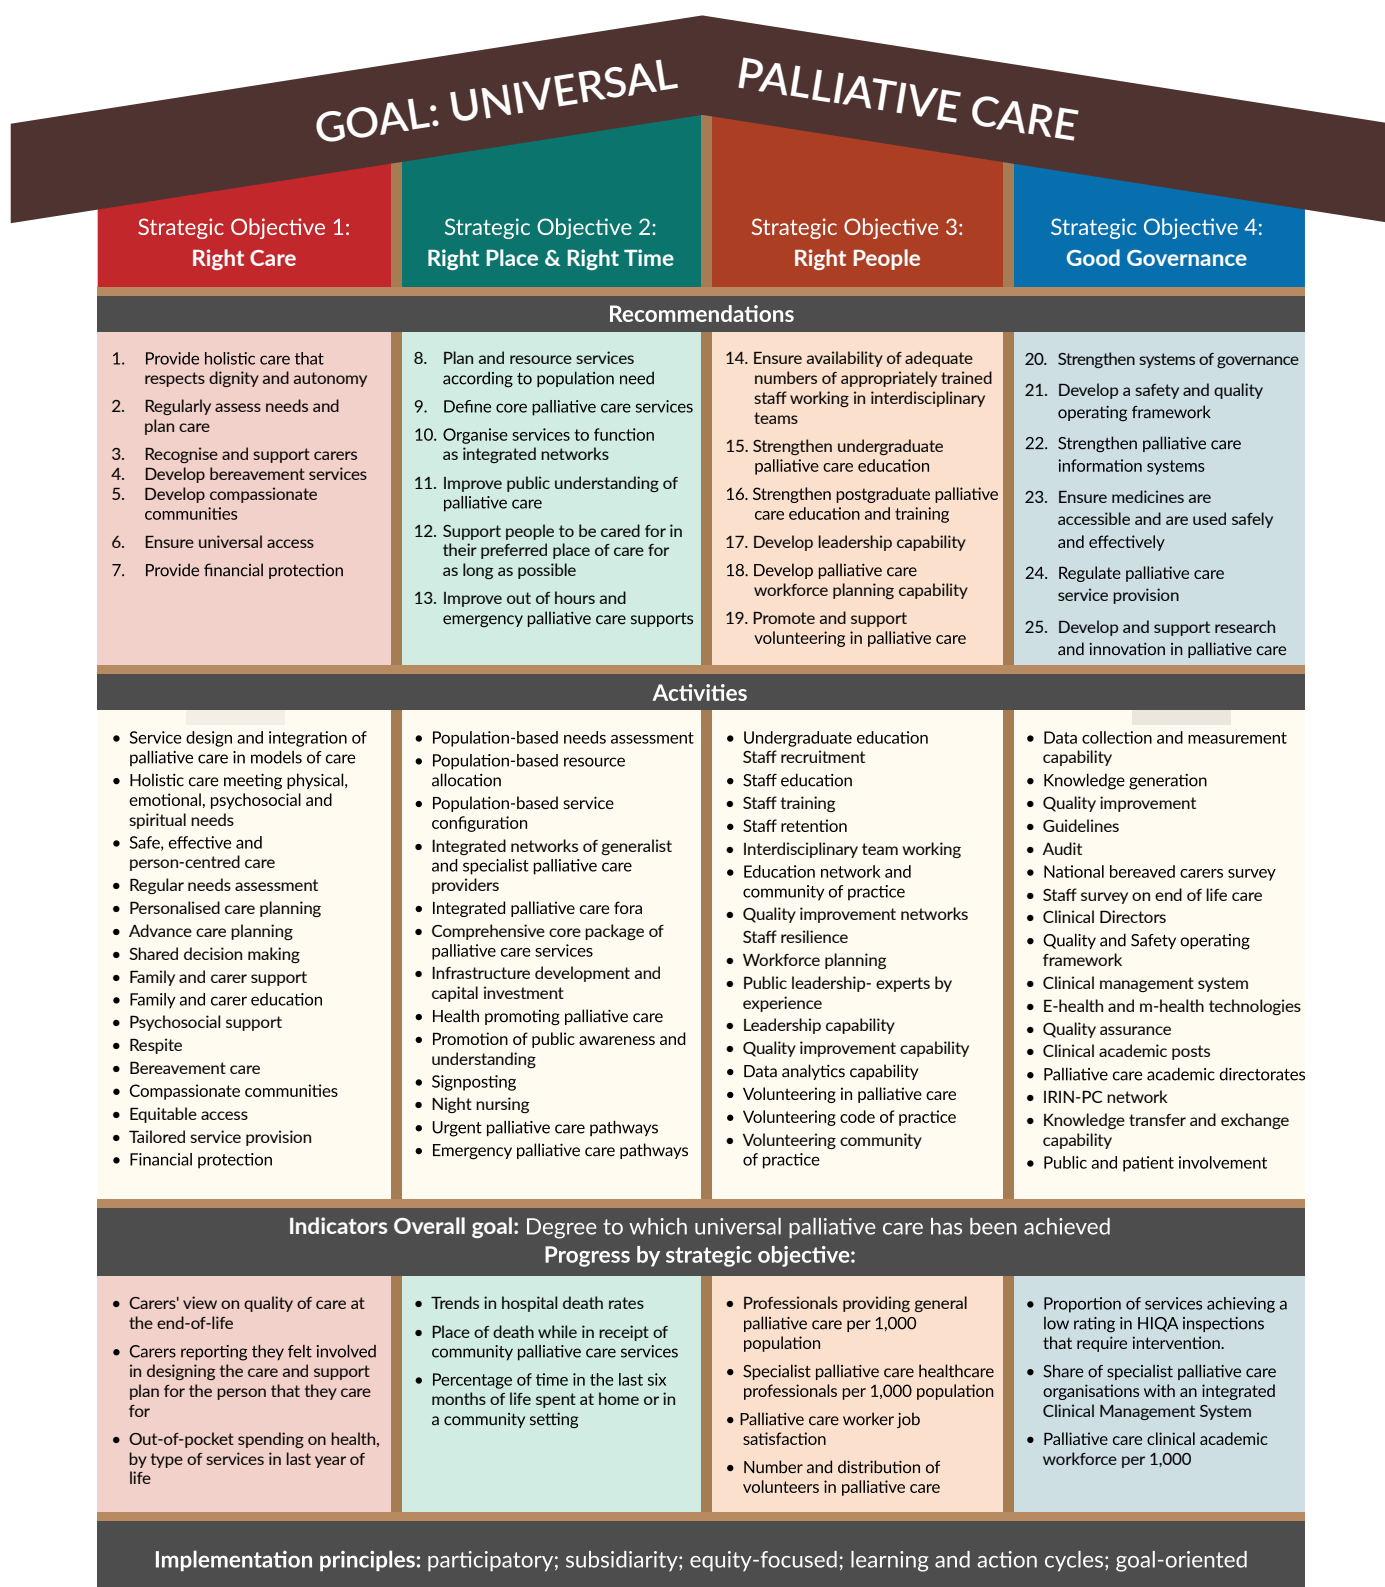 GOAL: UNIVERSAL PALLIATIVE CARE
Strategic Objective 1:
Right Care
Strategic Objective 2:
Right Place & Right Time
Strategic Objective 3:
Right People
Strategic Objective 4:
Good Governance
Recommendations
1. Provide holistic care that
respects dignity and autonomy
2. Regularly assess needs and
plan care
3. Recognise and support carers
4. Develop bereavement services
5. Develop compassionate
communities
6. Ensure universal access
7. Provide financial protection
8. Plan and resource services
according to population need
9. Define core palliative care services
10. Organise services to function
as integrated networks
11. Improve public understanding of
palliative care
12. Support people to be cared for in
their preferred place of care for
as long as possible
13. Improve out of hours and
emergency palliative care supports
14. Ensure availability of adequate
numbers of appropriately trained
staff working in interdisciplinary
teams
15. Strengthen undergraduate
palliative care education
16. Strengthen postgraduate palliative
care education and training
17. Develop leadership capability
18. Develop palliative care
workforce planning capability
19. Promote and support
volunteering in palliative care
20. Strengthen systems of governance
21. Develop a safety and quality
operating framework
22. Strengthen palliative care
information systems
23. Ensure medicines are
accessible and are used safely
and effectively
24. Regulate palliative care
service provision
25. Develop and support research
and innovation in palliative care
Activities
• Service design and integration of
palliative care in models of care
• Holistic care meeting physical,
emotional, psychosocial and
spiritual needs
• Safe, effective and
person-centred care
• Regular needs assessment
• Personalised care planning
• Advance care planning
• Shared decision making
• Family and carer support
• Family and carer education
• Psychosocial support
• Respite
• Bereavement care
• Compassionate communities
• Equitable access
• Tailored service provision
• Financial protection
• Population-based needs assessment
• Population-based resource
allocation
• Population-based service
configuration
• Integrated networks of generalist
and specialist palliative care
providers
• Integrated palliative care fora
• Comprehensive core package of
palliative care services
• Infrastructure development and
capital investment
• Health promoting palliative care
• Promotion of public awareness and
understanding
• Signposting
• Night nursing
• Urgent palliative care pathways
• Emergency palliative care pathways
• Undergraduate education
Staff recruitment
• Staff education
• Staff training
• Staff retention
• Interdisciplinary team working
• Education network and
community of practice
• Quality improvement networks
Staff resilience
• Workforce planning
• Public leadership- experts by
experience
• Leadership capability
• Quality improvement capability
• Data analytics capability
• Volunteering in palliative care
• Volunteering code of practice
• Volunteering community
of practice
• Data collection and measurement
capability
• Knowledge generation
• Quality improvement
• Guidelines
• Audit
• National bereaved carers survey
• Staff survey on end of life care
• Clinical Directors
• Quality and Safety operating
framework
• Clinical management system
• E-health and m-health technologies
• Quality assurance
• Clinical academic posts
• Palliative care academic directorates
• IRIN-PC network
• Knowledge transfer and exchange
capability
• Public and patient involvement
Indicators Overall goal: Degree to which universal palliative care has been achieved
Progress by strategic objective:
• Carers' view on quality of care at
the end-of-life
• Carers reporting they felt involved
in designing the care and support
plan for the person that they care
for
• Out-of-pocket spending on health,
by type of services in last year of
life
• Trends in hospital death rates
• Place of death while in receipt of
community palliative care services
• Percentage of time in the last six
months of life spent at home or in
a community setting
• Professionals providing general
palliative care per 1,000
population
• Specialist palliative care healthcare
professionals per 1,000 population
• Palliative care worker job
satisfaction
• Number and distribution of
volunteers in palliative care
• Proportion of services achieving a
low rating in HIQA inspections
that require intervention.
• Share of specialist palliative care
organisations with an integrated
Clinical Management System
• Palliative care clinical academic
workforce per 1,000
Implementation principles: participatory; subsidiarity; equity-focused; learning and action cycles; goal-oriented